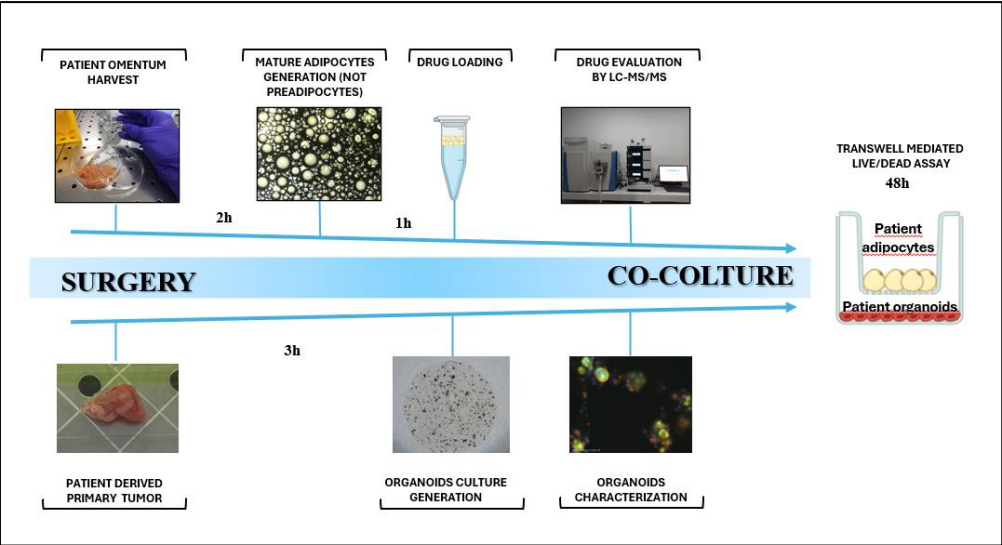 PATIENT OMENTUM
HARVEST
MATURE ADIPOCYTES
GENERATION (NOT
PREADIPOCYTES)
DRUG LOADING
DRUG EVALUATION
BY LC-MS/MS
TRANSWELL MEDIATED
LIVE/DEAD ASSAY
48h
2h
1h
Patient
adipocytes
SURGERY
CO-COLTURE
Patient organoids
3h
PATIENT DERIVED
PRIMARY TUMOR
ORGANOIDS CULTURE
GENERATION
ORGANOIDS
CHARACTERIZATION